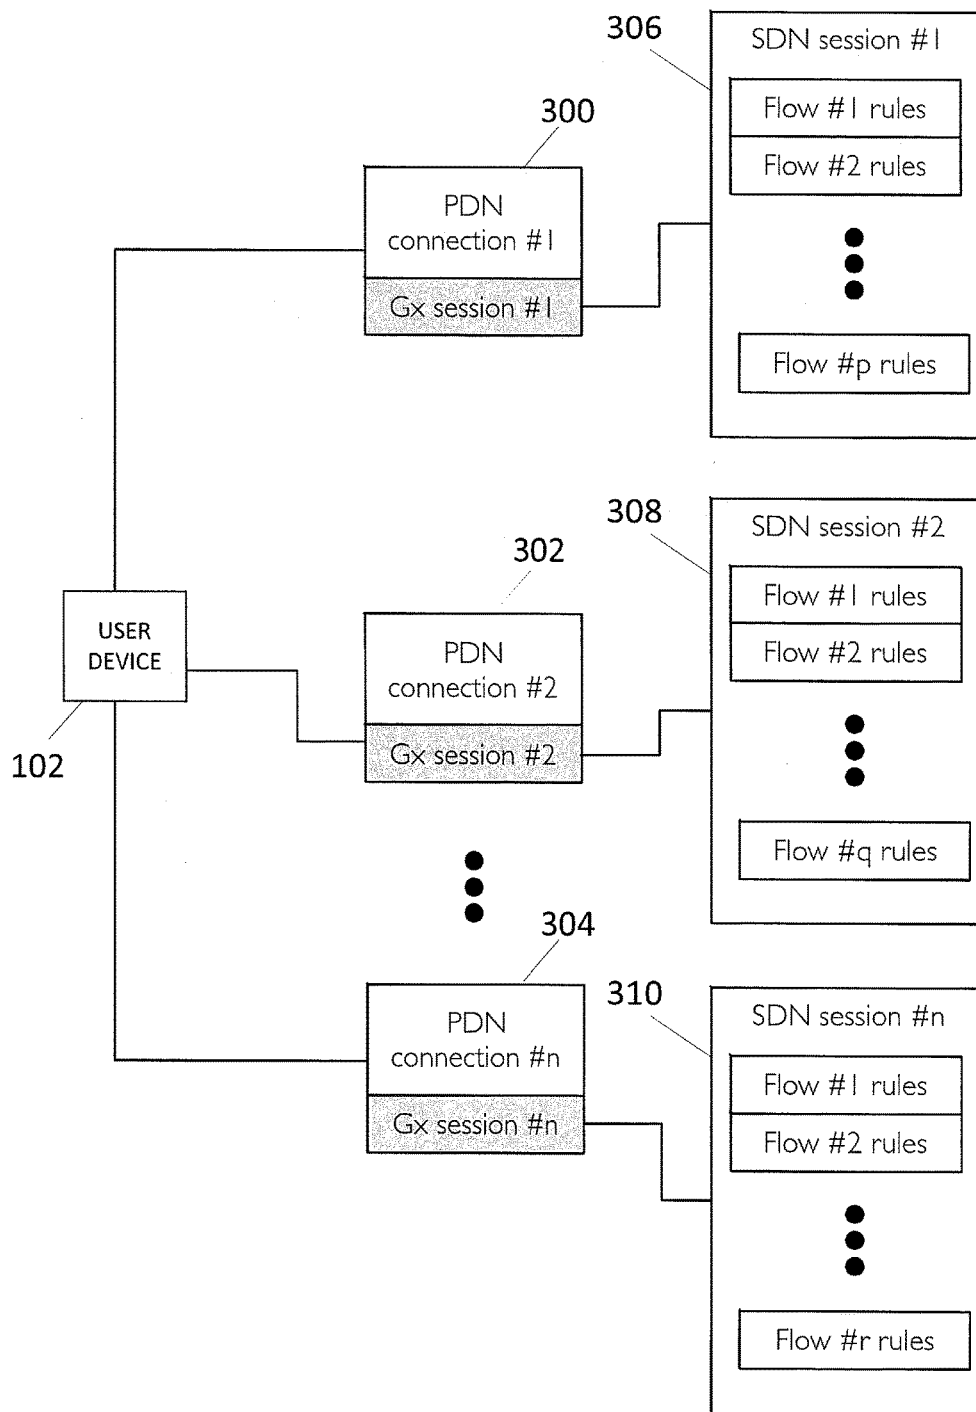 306
SDN session #1
Flow #1 rules
Flow #2 rules
Flow #p rules
300
PDN
connection #1
Gx session #1
308
SDN session #2
Flow #1 rules
Flow #2 rules
Flow #q rules
302
PDN
connection #2
Gx session #2
USER
DEVICE
102
304
PDN
connection #n
Gx session #n
310
SDN session #n
Flow #1 rules
Flow #2 rules
Flow #r rules